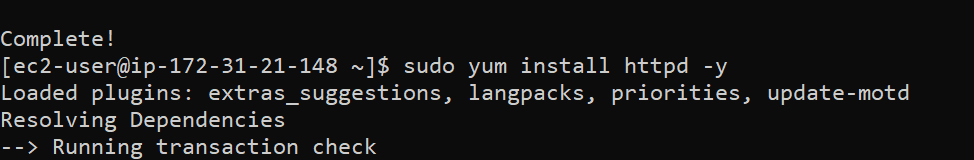 Complete!
[ec2-user@ip-172-31-21-148 ~]$ sudo yum install httpd -y
Loaded plugins: extras_suggestions, langpacks, priorities, update-motd
Resolving Dependencies
--> Running transaction check